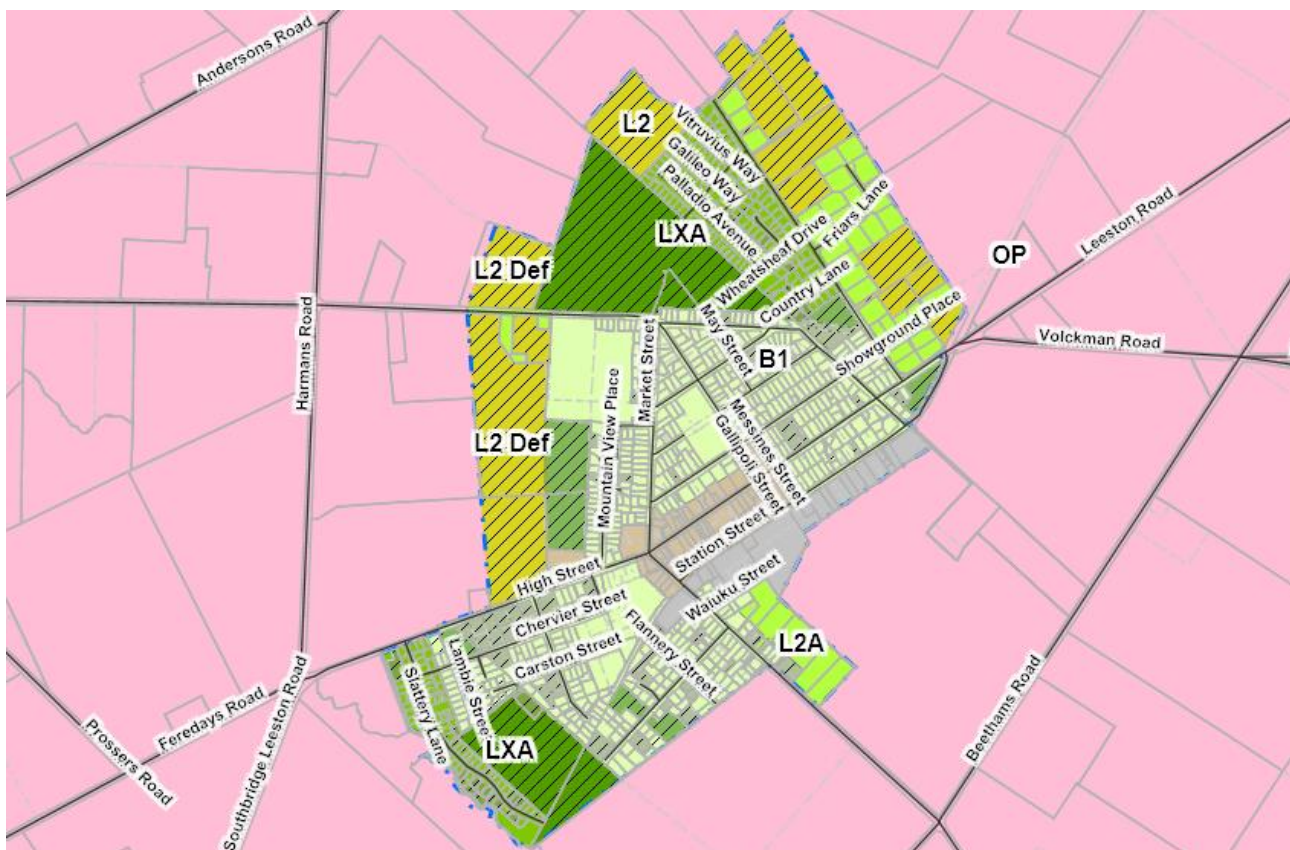 Andersons Road
L2
Vitruvius Way
Galileo Way
Palladio Avenue
LXA
Wheatsheaf Drive
Friars Lane
OP
Leeston Road
L2 Def
Country Lane
May Street
Harmans Road
Market Street
B1
Showground Place
Volckman Road
L2 Def
Mountain View Place
Messines Street
Gallipoli Street
Station Street
High Street
Chervier Street
Waiuku Street
Carston Street
Flannery Street
L2A
Lambie Street
Slattery Lane
LXA
Feredays Road
Prossers Road
Southbridge Leeston Road
Beethams Road